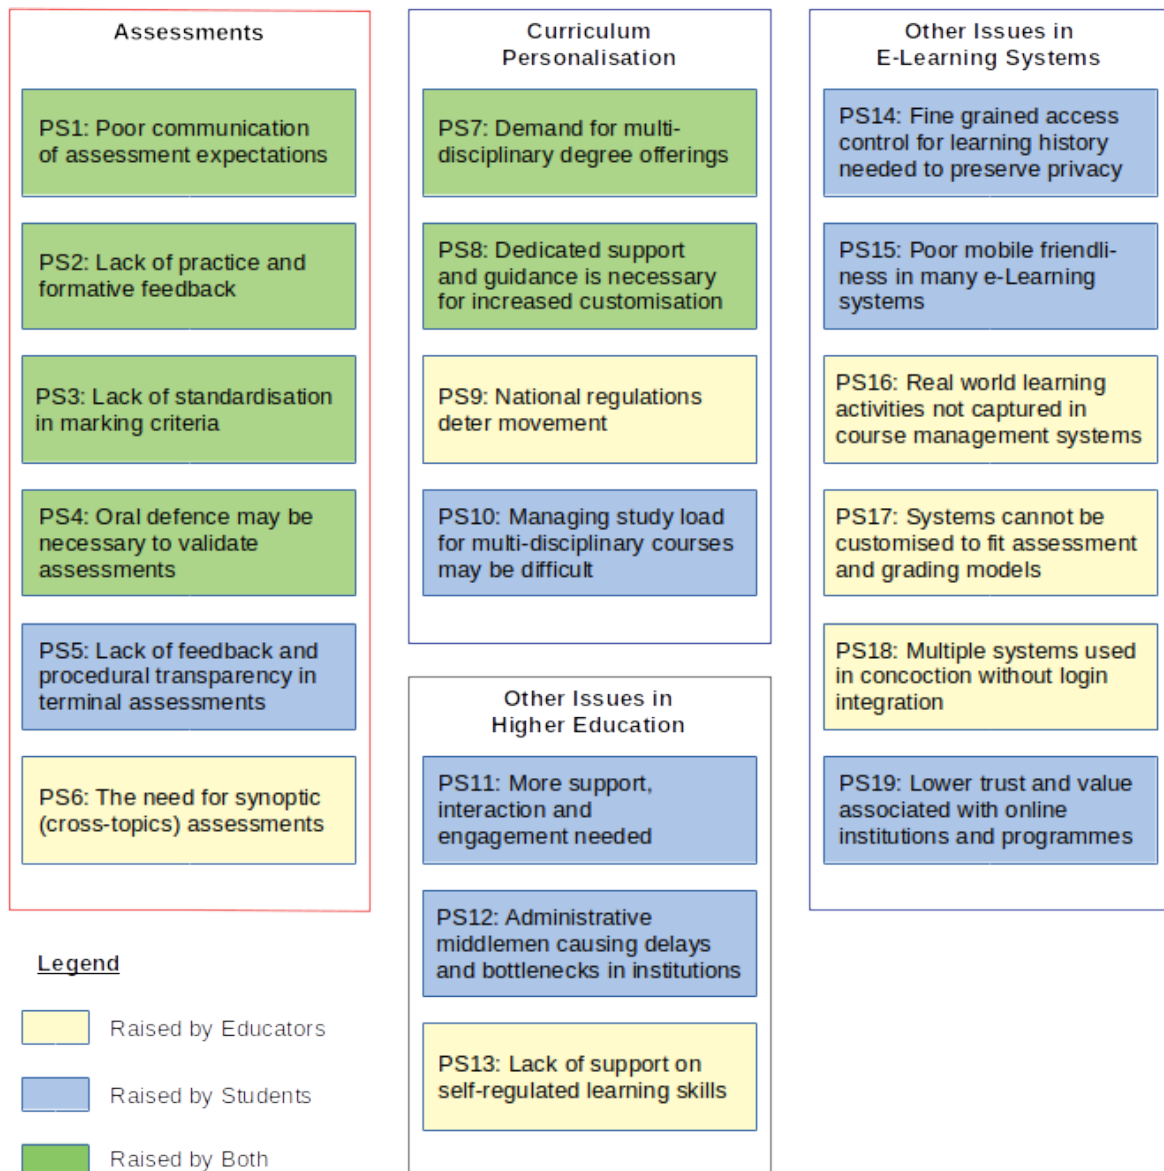 Assessments
PS1: Poor communication
of assessment expectations
PS2: Lack of practice and
formative feedback
PS3: Lack of standardisation
in marking criteria
PS4: Oral defence may be
necessary to validate
assessments
PS5: Lack of feedback and
procedural transparency in
terminal assessments
PS6: The need for synoptic
(cross-topics) assessments
Curriculum
Personalisation
PS7: Demand for multi-
disciplinary degree offerings
PS8: Dedicated support
and guidance is necessary
for increased customisation
PS9: National regulations
deter movement
PS10: Managing study load
for multi-disciplinary courses
may be difficult
Other Issues in
Higher Education
PS11: More support,
interaction and
engagement needed
PS12: Administrative
middlemen causing delays
and bottlenecks in institutions
PS13: Lack of support on
self-regulated learning skills
Other Issues in
E-Learning Systems
PS14: Fine grained access
control for learning history
needed to preserve privacy
PS15: Poor mobile friendli-
ness in many e-Learning
systems
PS16: Real world learning
activities not captured in
course management systems
PS17: Systems cannot be
customised to fit assessment
and grading models
PS18: Multiple systems used
in concoction without login
integration
PS19: Lower trust and value
associated with online
institutions and programmes
Legend
Raised by Educators
Raised by Students
Raised by Both